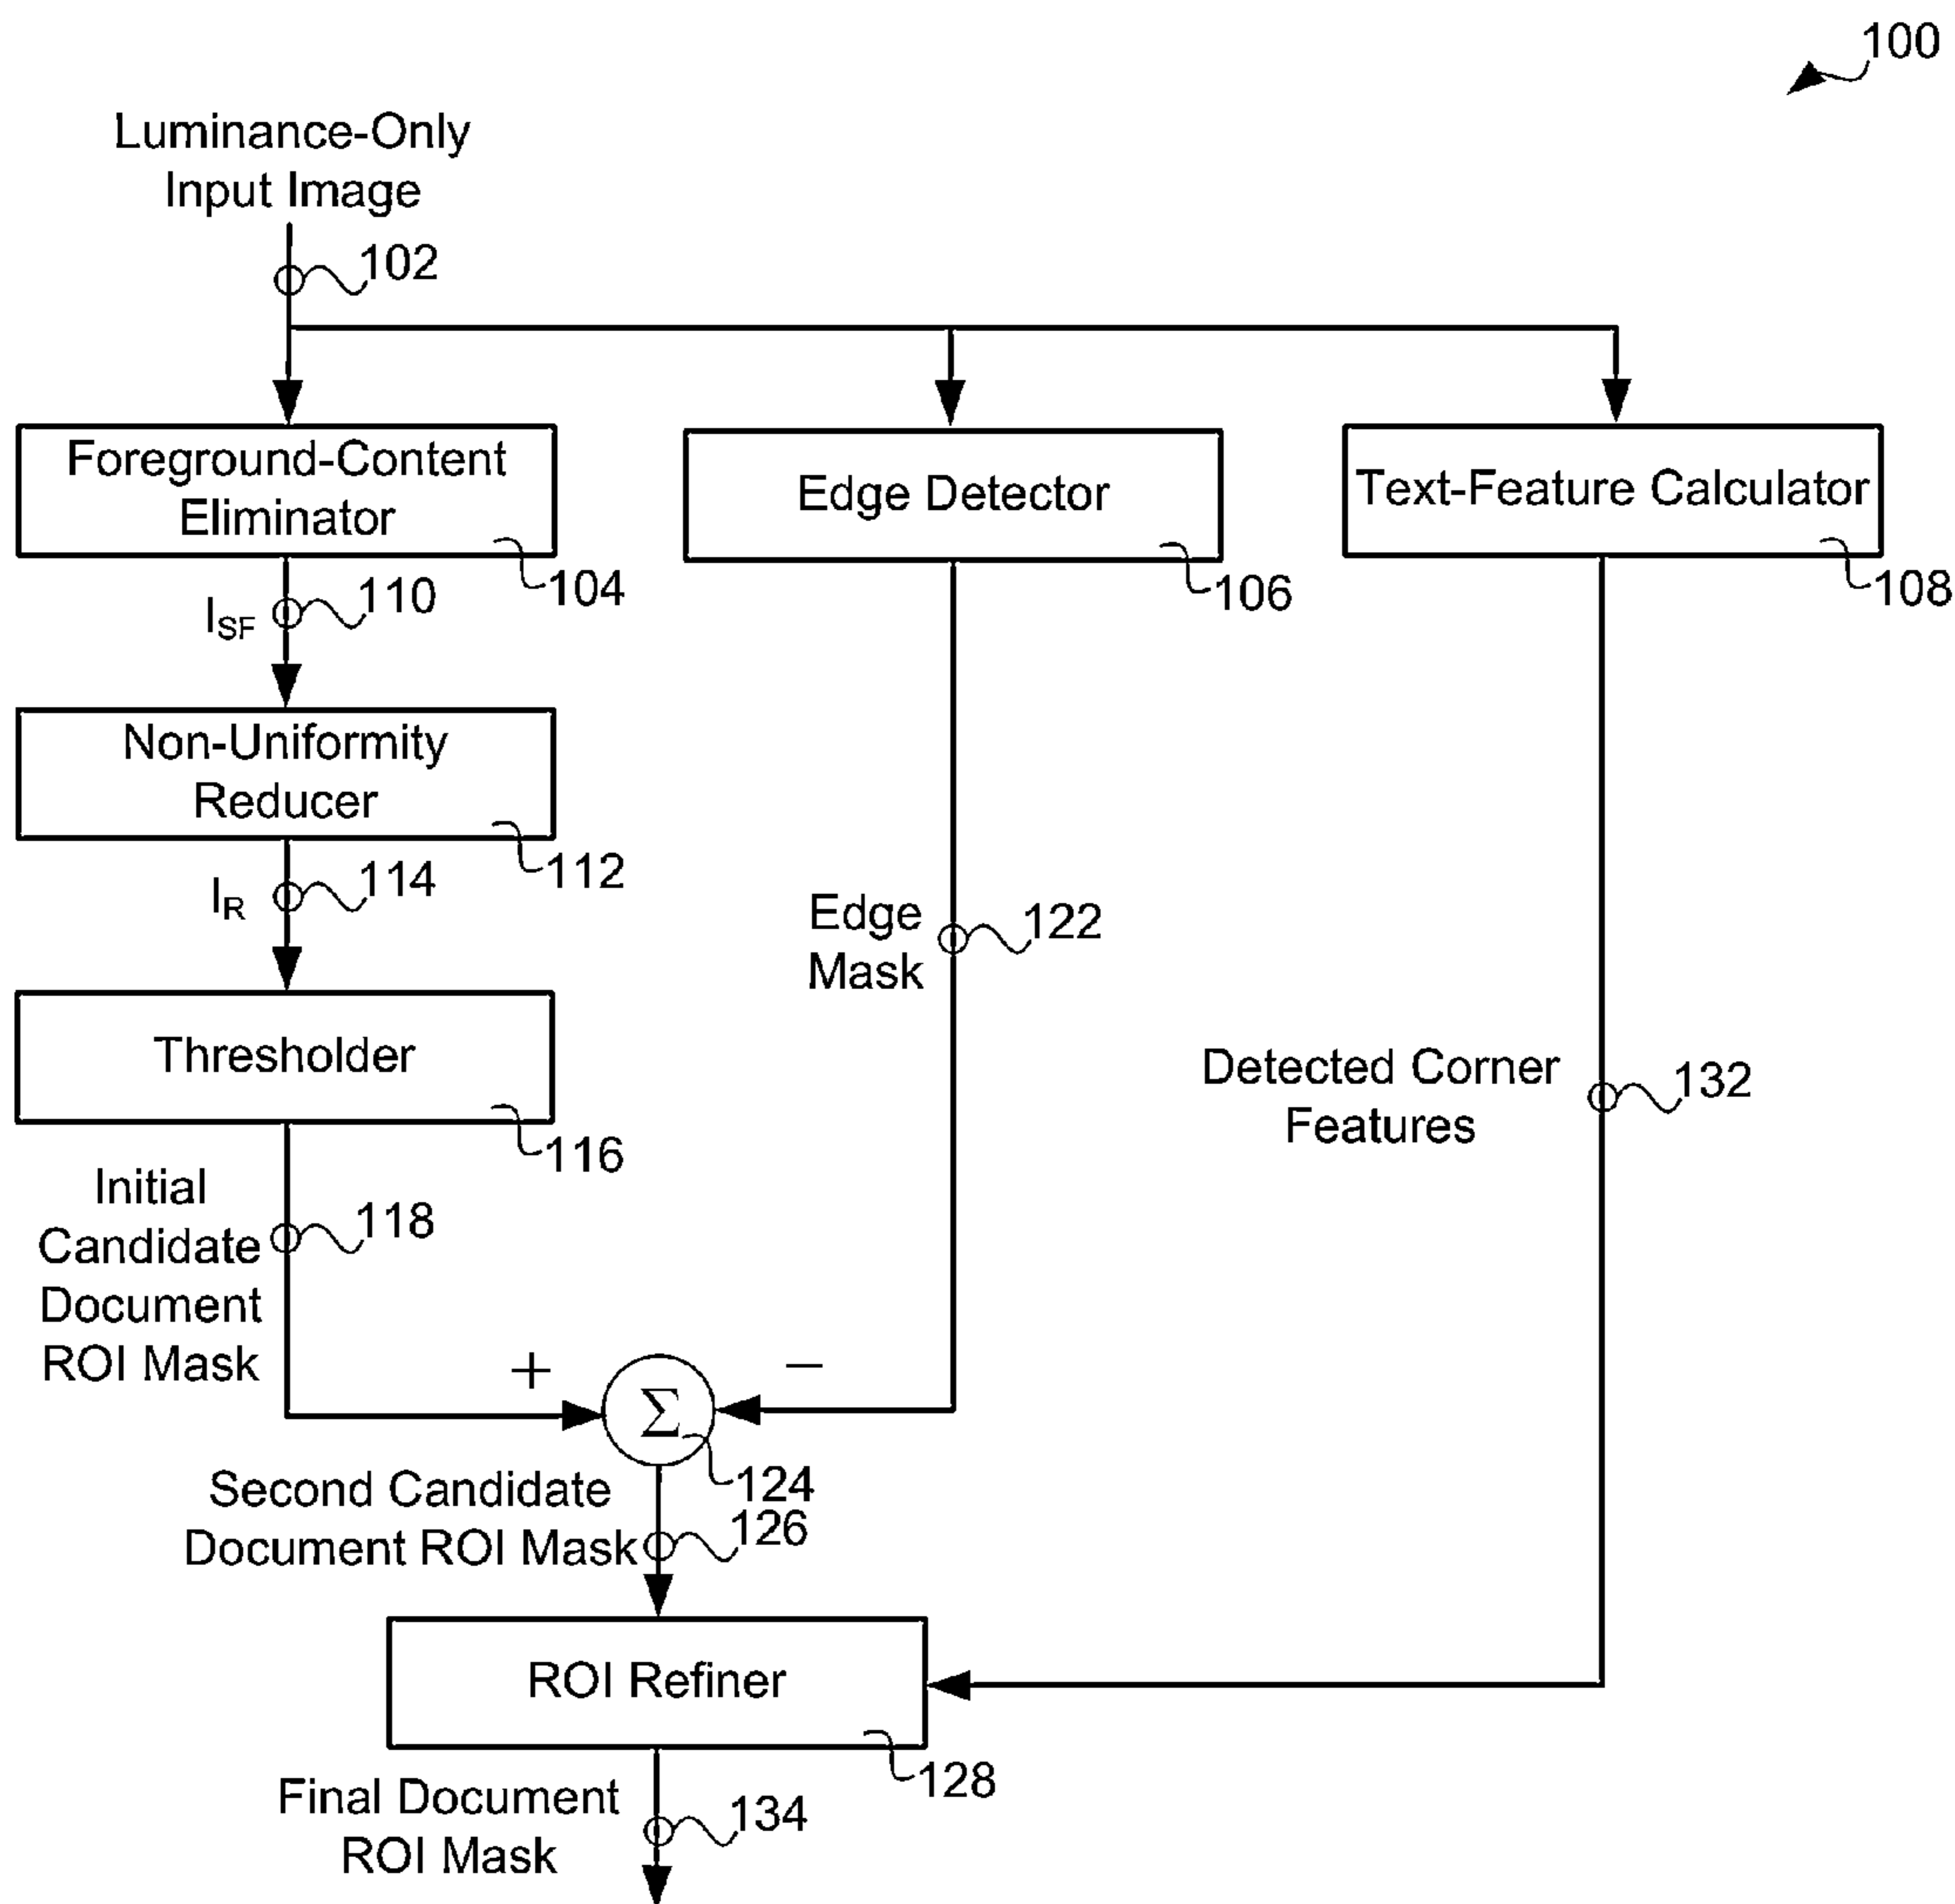 100
Luminance-Only
Input Image
102
Foreground-Content
Eliminator
104
Edge Detector
106
Text-Feature Calculator
108
I_SF
110
Non-Uniformity
Reducer
112
I_R
114
Edge
Mask
122
Thresholder
116
Detected Corner
Features
132
Initial
Candidate
Document
ROI Mask
118
+
−
Σ
124
Second Candidate
Document ROI Mask
126
ROI Refiner
128
Final Document
ROI Mask
134